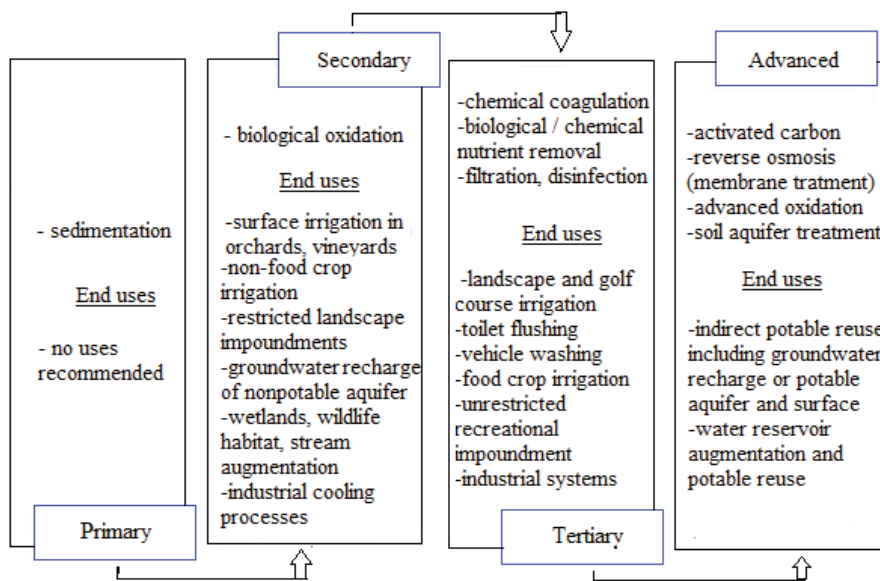 Primary
- sedimentation
End uses
- no uses
recommended
Secondary
- biological oxidation
End uses
-surface irrigation in
orchards, vineyards
-non-food crop
irrigation
-restricted landscape
impoundments
-groundwater recharge
of nonpotable aquifer
-wetlands, wildlife
habitat, stream
augmentation
-industrial cooling
processes
-chemical coagulation
-biological / chemical
nutrient removal
-filtration, disinfection
End uses
-landscape and golf
course irrigation
-toilet flushing
-vehicle washing
-food crop irrigation
-unrestricted
recreational
impoundment
-industrial systems
Tertiary
Advanced
-activated carbon
-reverse osmosis
(membrane tratment)
-advanced oxidation
-soil aquifer treatment
End uses
-indirect potable reuse
including groundwater
recharge or potable
aquifer and surface
-water reservoir
augmentation and
potable reuse